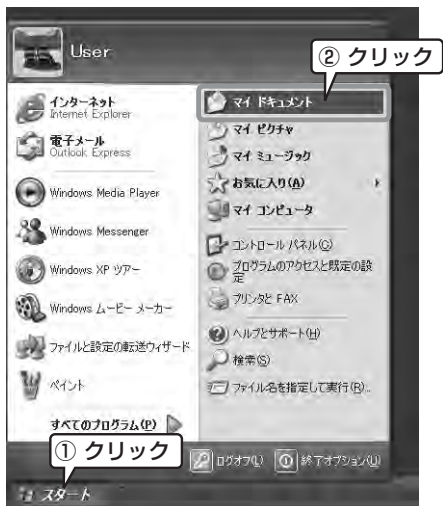 User
② クリック
インターネット
Internet Explorer
電子メール
Outlook Express
Windows Media Player
Windows Messenger
Windows XP ツアー
Windows ムービー メーカー
ファイルと設定の転送ウィザード
ペイント
すべてのプログラム(P)
マイ ドキュメント
マイ ピクチャ
マイ ミュージック
お気に入り(A)
マイ コンピュータ
コントロール パネル(C)
プログラムのアクセスと既定の設
定
プリンタと FAX
ヘルプとサポート(H)
検索(S)
ファイル名を指定して実行(R)...
① クリック
ログオフ(L)
終了オプション(U)
スタート